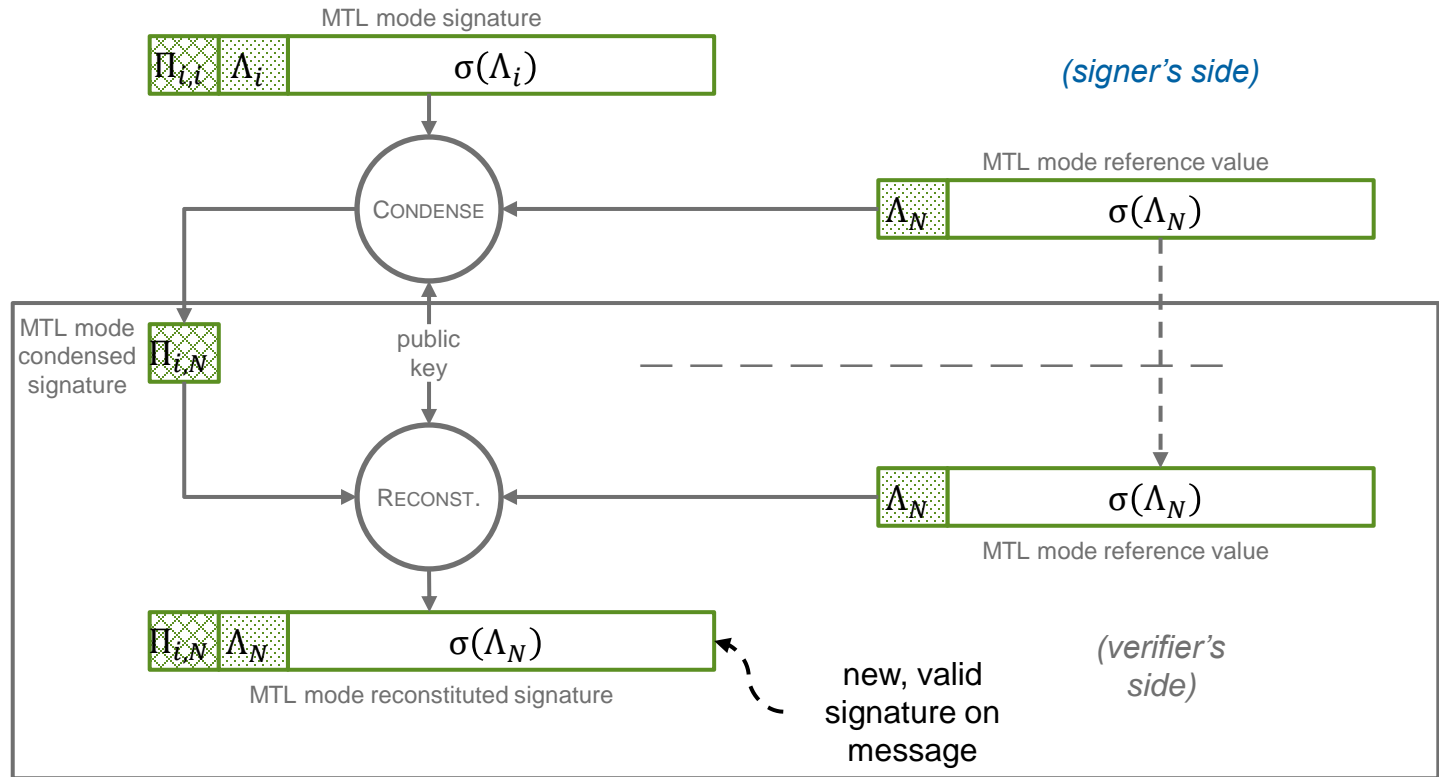 MTL mode signature
Π_{i,i} Λ_i σ(Λ_i)
(signer's side)
CONDENSE
MTL mode reference value
Λ_N σ(Λ_N)
MTL mode
condensed
signature
Π_{i,N}
public
key
RECONST.
Λ_N σ(Λ_N)
MTL mode reference value
Π_{i,N} Λ_N σ(Λ_N)
MTL mode reconstituted signature
new, valid
signature on
message
(verifier's
side)